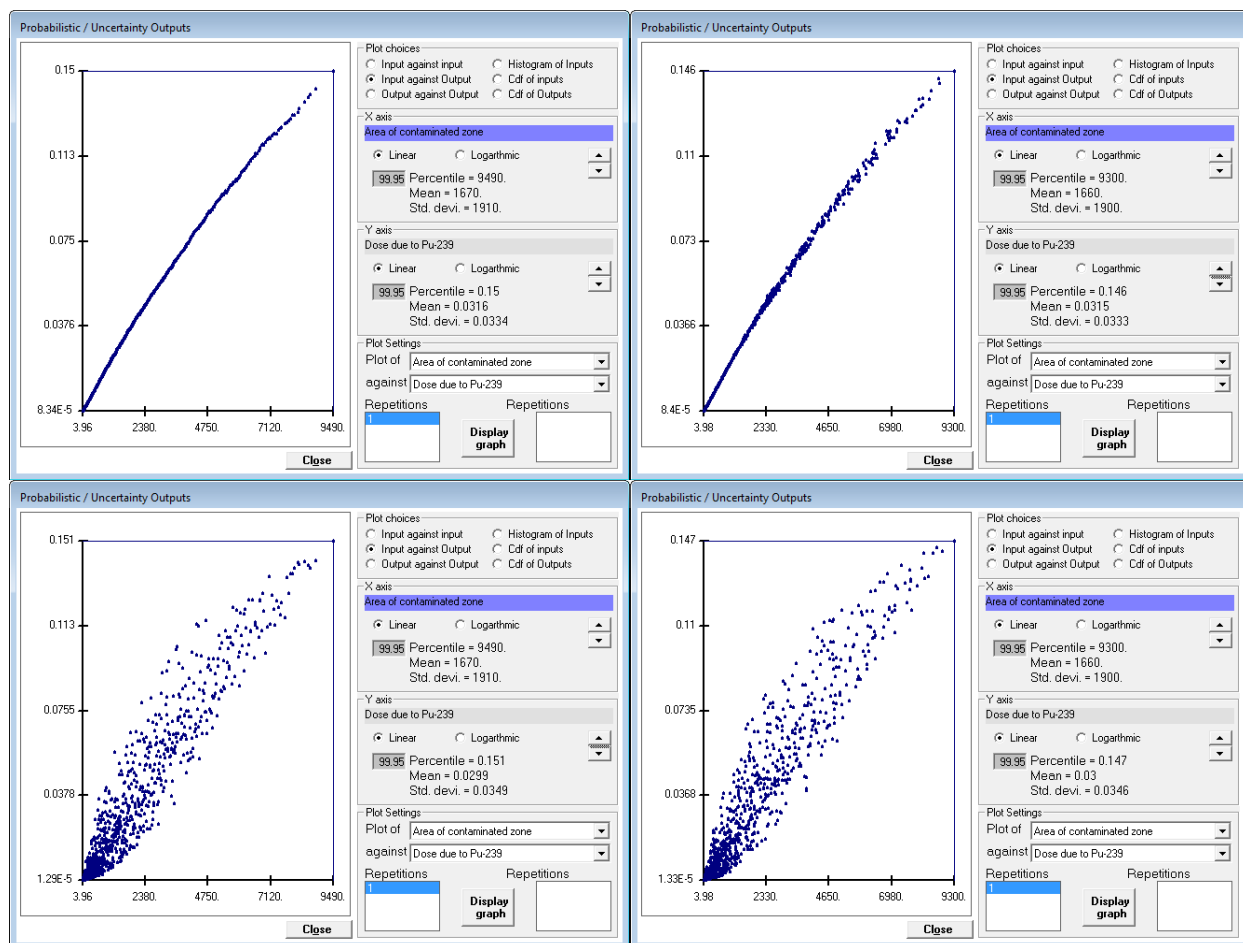 Probabilistic / Uncertainty Outputs
0.15
0.113
0.075
0.0376
8.34E-5
3.96 2380. 4750. 7120. 9490.
Plot choices
Input against input Histogram of Inputs
Input against Output Cdf of inputs
Output against Output Cdf of Outputs
X axis
Area of contaminated zone
Linear Logarithmic
99.95 Percentile = 9490.
Mean = 1670.
Std. devi. = 1910.
Y axis
Dose due to Pu-239
Linear Logarithmic
99.95 Percentile = 0.15
Mean = 0.0316
Std. devi. = 0.0334
Plot Settings
Plot of Area of contaminated zone
against Dose due to Pu-239
Repetitions Repetitions
1
Display
graph
Close
Probabilistic / Uncertainty Outputs
0.146
0.11
0.073
0.0366
8.4E-5
3.98 2330. 4650. 6980. 9300.
Plot choices
Input against input Histogram of Inputs
Input against Output Cdf of inputs
Output against Output Cdf of Outputs
X axis
Area of contaminated zone
Linear Logarithmic
99.95 Percentile = 9300.
Mean = 1660.
Std. devi. = 1900.
Y axis
Dose due to Pu-239
Linear Logarithmic
99.95 Percentile = 0.146
Mean = 0.0315
Std. devi. = 0.0333
Plot Settings
Plot of Area of contaminated zone
against Dose due to Pu-239
Repetitions Repetitions
1
Display
graph
Close
Probabilistic / Uncertainty Outputs
0.151
0.113
0.0755
0.0378
1.29E-5
3.96 2380. 4750. 7120. 9490.
Plot choices
Input against input Histogram of Inputs
Input against Output Cdf of inputs
Output against Output Cdf of Outputs
X axis
Area of contaminated zone
Linear Logarithmic
99.95 Percentile = 9490.
Mean = 1670.
Std. devi. = 1910.
Y axis
Dose due to Pu-239
Linear Logarithmic
99.95 Percentile = 0.151
Mean = 0.0299
Std. devi. = 0.0349
Plot Settings
Plot of Area of contaminated zone
against Dose due to Pu-239
Repetitions Repetitions
1
Display
graph
Close
Probabilistic / Uncertainty Outputs
0.147
0.11
0.0735
0.0368
1.33E-5
3.98 2330. 4650. 6980. 9300.
Plot choices
Input against input Histogram of Inputs
Input against Output Cdf of inputs
Output against Output Cdf of Outputs
X axis
Area of contaminated zone
Linear Logarithmic
99.95 Percentile = 9300.
Mean = 1660.
Std. devi. = 1900.
Y axis
Dose due to Pu-239
Linear Logarithmic
99.95 Percentile = 0.147
Mean = 0.03
Std. devi. = 0.0346
Plot Settings
Plot of Area of contaminated zone
against Dose due to Pu-239
Repetitions Repetitions
1
Display
graph
Close